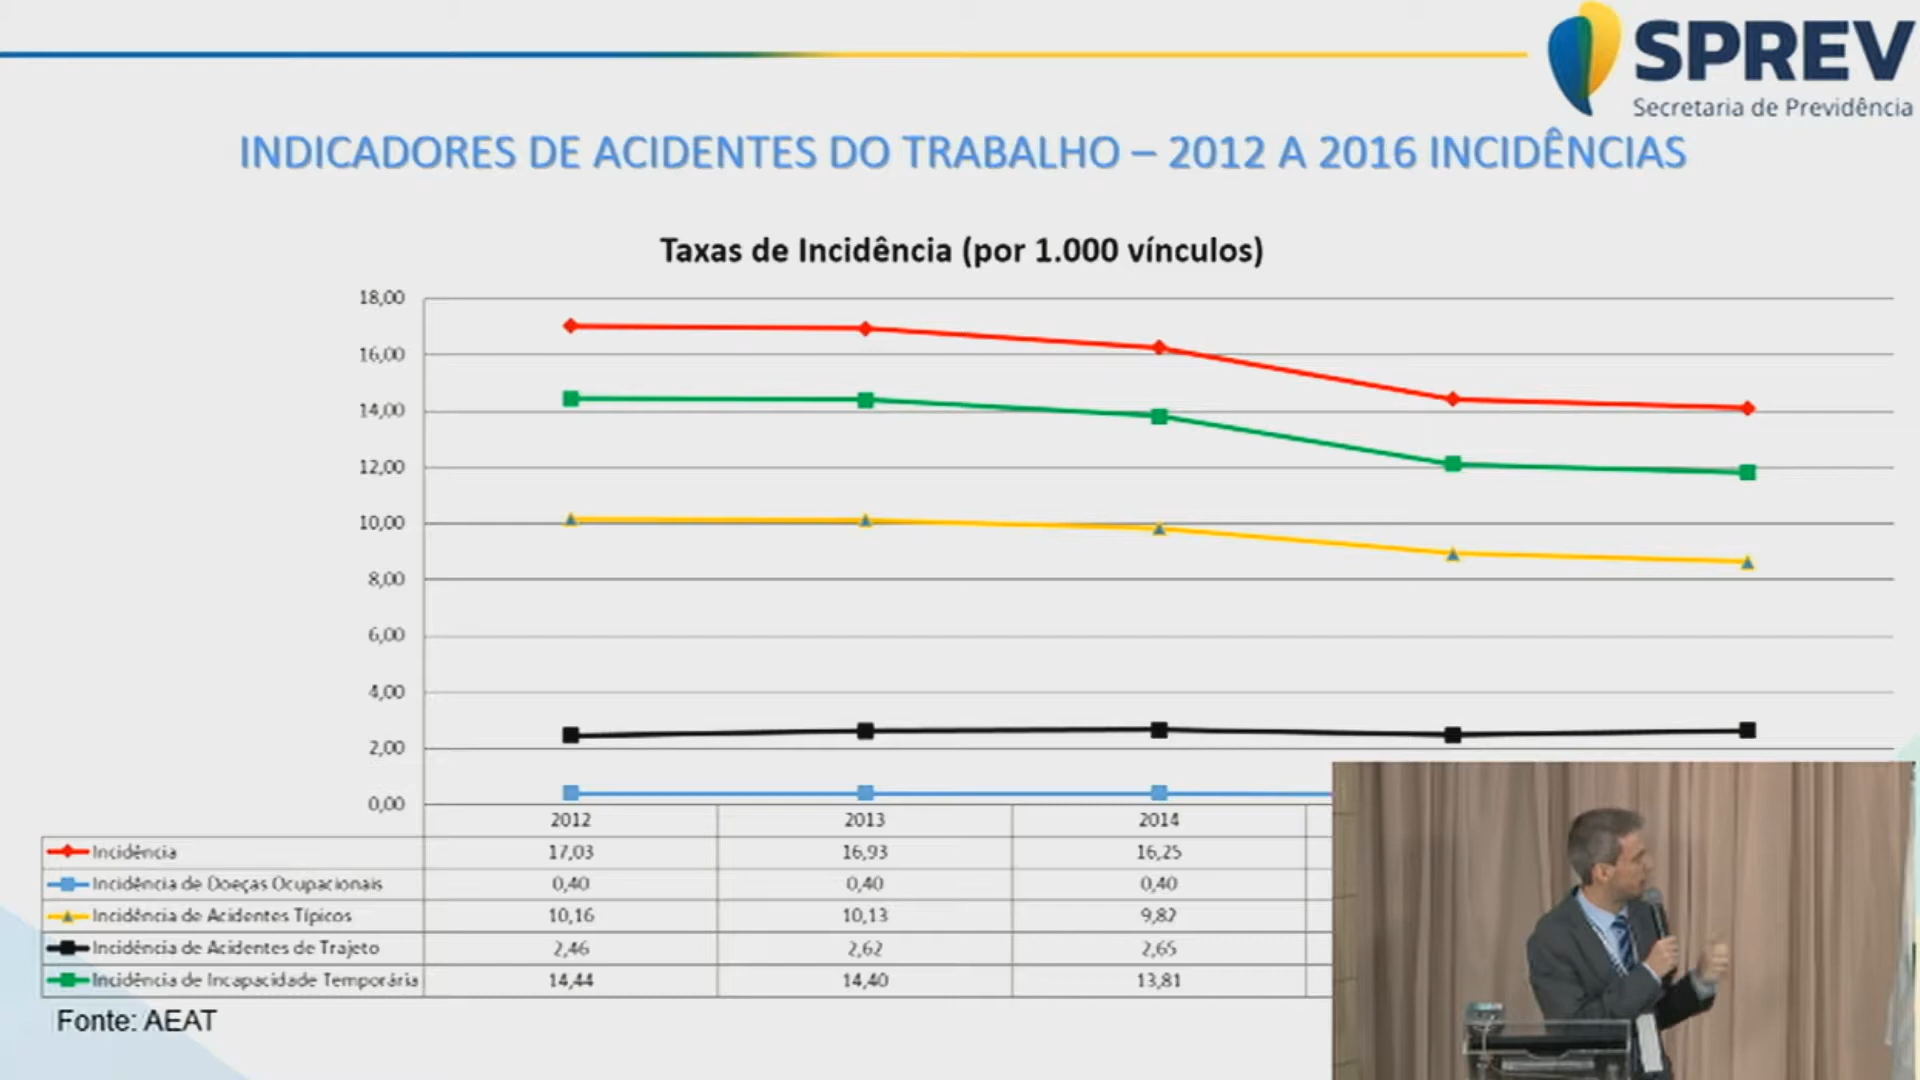 SPREV
Secretaria de Previdência
INDICADORES DE ACIDENTES DO TRABALHO – 2012 A 2016 INCIDÊNCIAS
Taxas de Incidência (por 1.000 vínculos)
18,00
16,00
14,00
12,00
10,00
8,00
6,00
4,00
2,00
0,00
2012 2013 2014
Incidência 17,03 16,93 16,25
Incidência de Doeças Ocupacionais 0,40 0,40 0,40
Incidência de Acidentes Típicos 10,16 10,13 9,82
Incidência de Acidentes de Trajeto 2,46 2,62 2,65
Incidência de Incapacidade Temporária 14,44 14,40 13,81
Fonte: AEAT